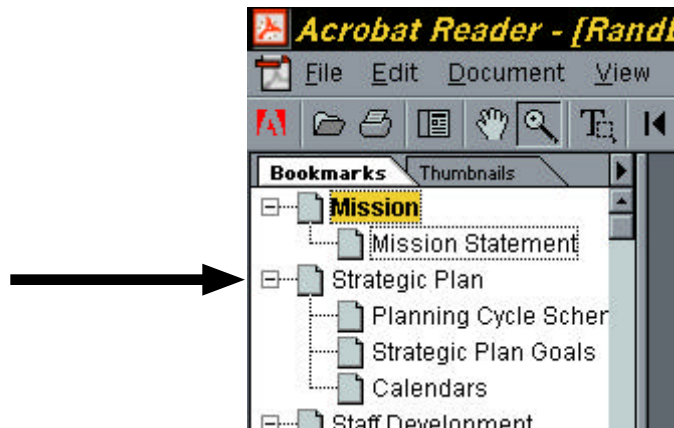 Acrobat Reader - [Rand
File Edit Document View
Bookmarks Thumbnails
Mission
Mission Statement
Strategic Plan
Planning Cycle Scher
Strategic Plan Goals
Calendars
Staff Development